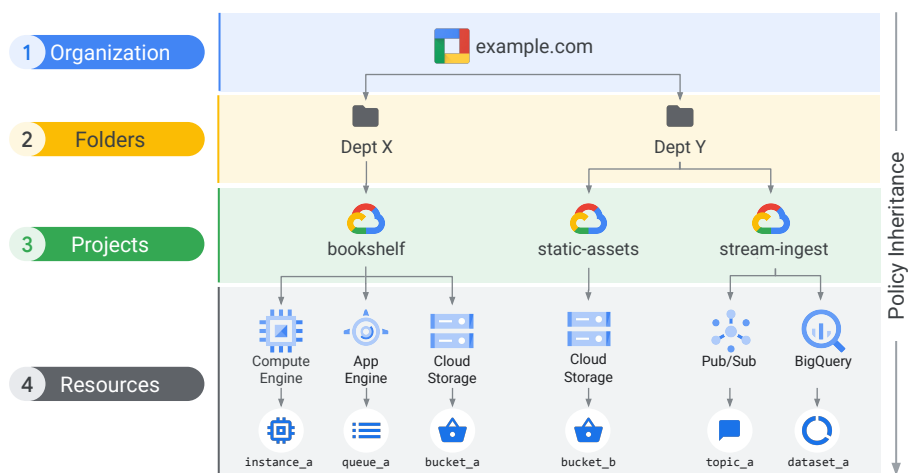 1 Organization
example.com
2 Folders
Dept X
Dept Y
3 Projects
bookshelf
static-assets
stream-ingest
4 Resources
Compute
Engine
App
Engine
Cloud
Storage
Cloud
Storage
Pub/Sub
BigQuery
instance_a
queue_a
bucket_a
bucket_b
topic_a
dataset_a
Policy Inheritance